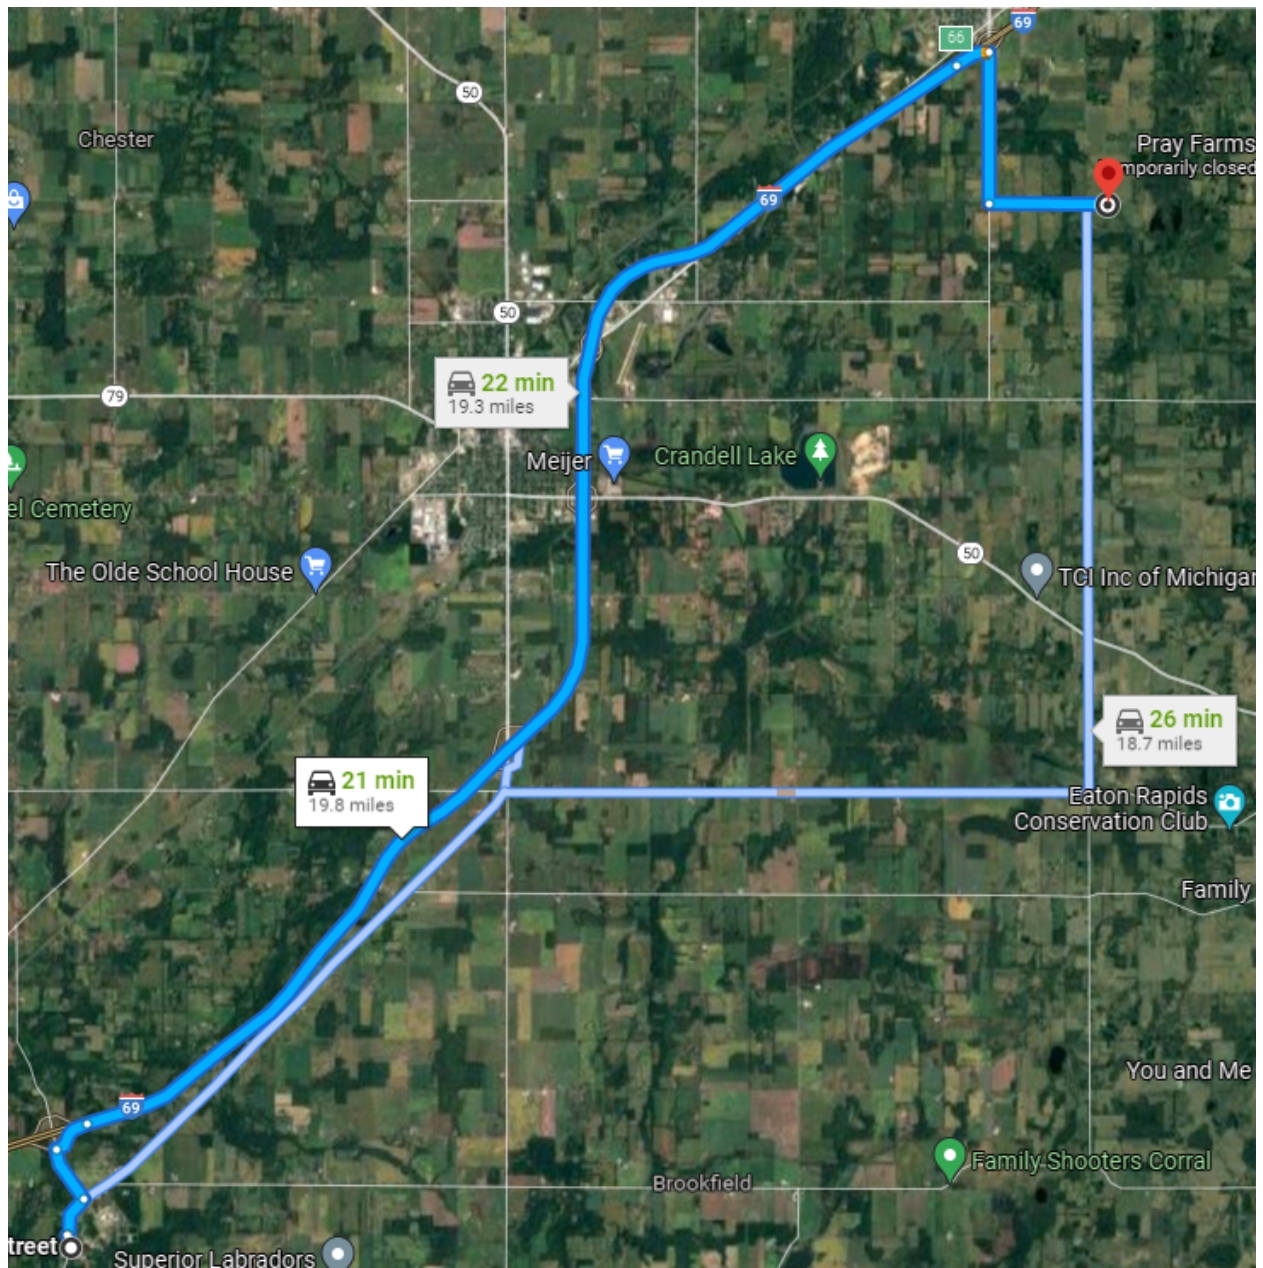 69
66
50
Chester
Pray Farms
mporarily closed
69
50
22 min
19.3 miles
79
Meijer
Crandell Lake
el Cemetery
50
The Olde School House
TCI Inc of Michigan
26 min
18.7 miles
21 min
19.8 miles
Eaton Rapids
Conservation Club
Family
You and Me
69
Family Shooters Corral
Brookfield
treet
Superior Labradors